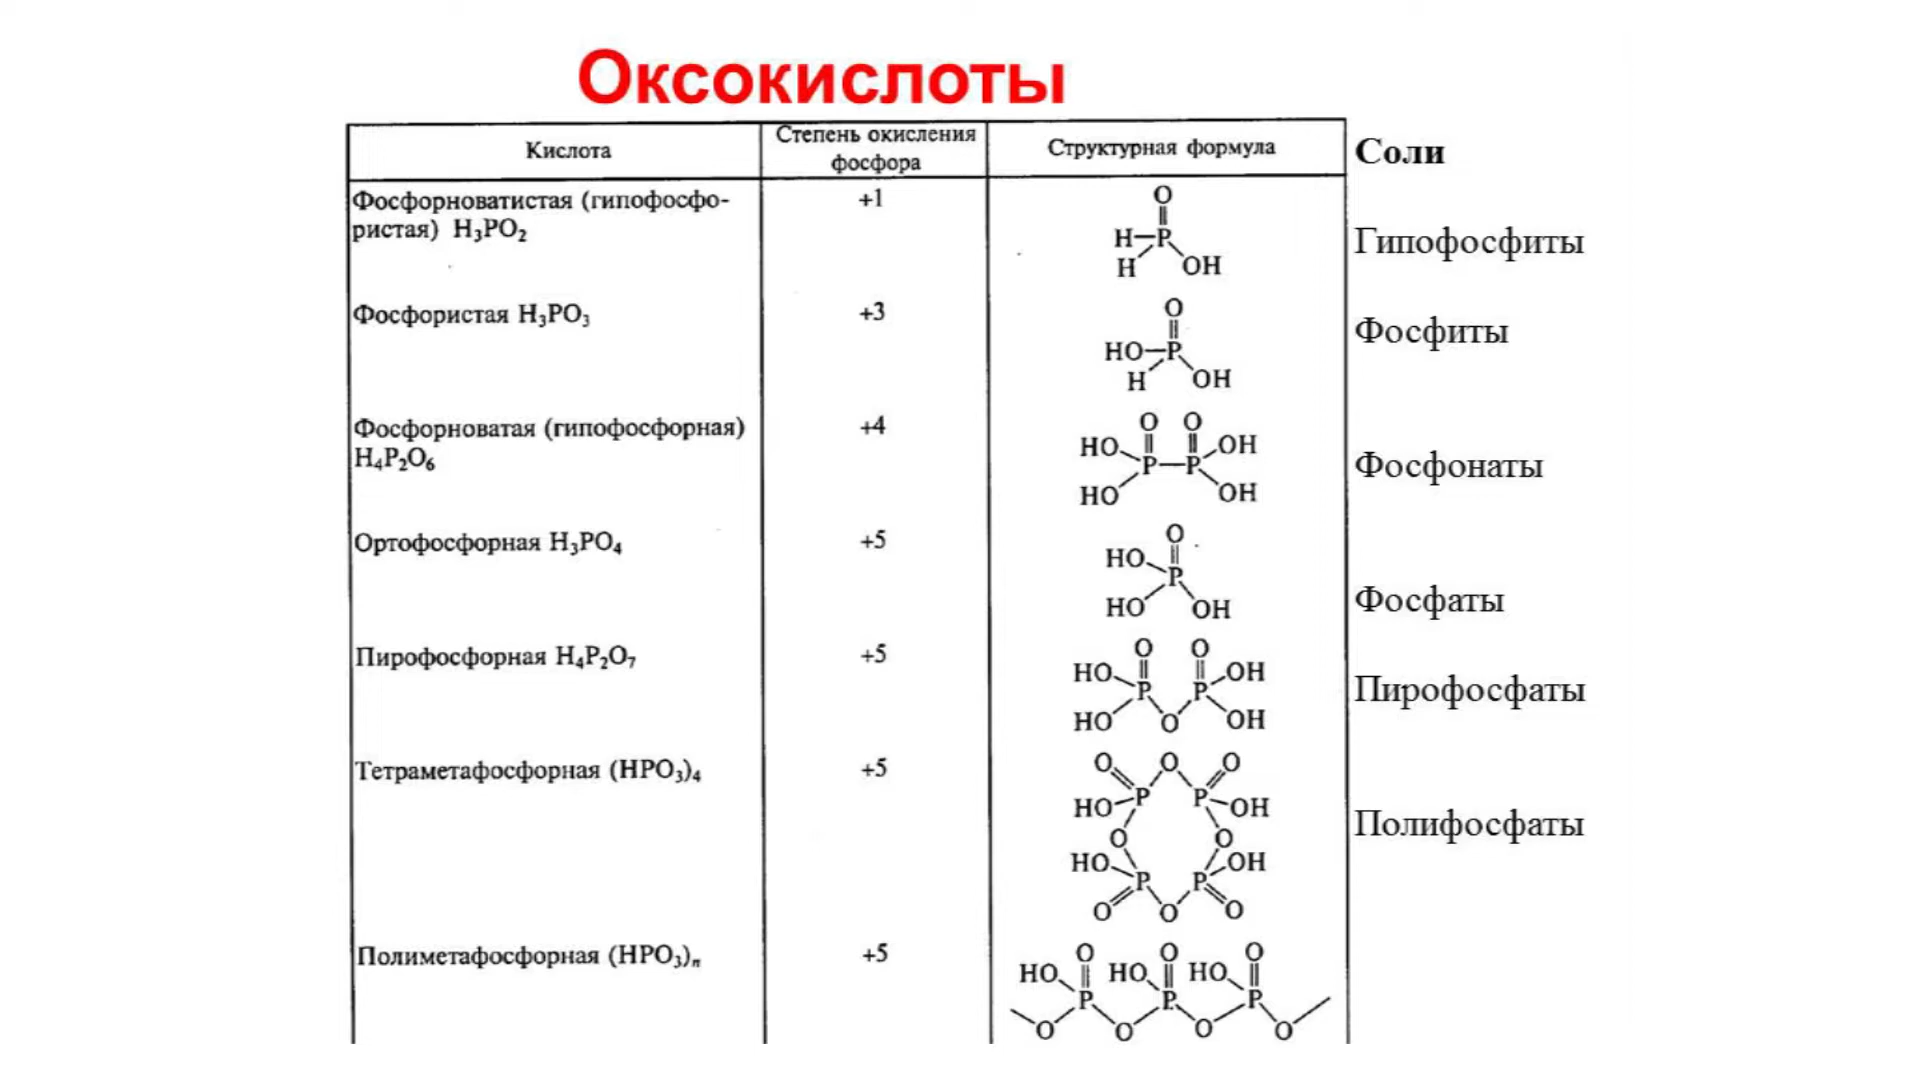 Оксокислоты
Кислота
Степень окисления
фосфора
Структурная формула
Соли
Фосфорноватистая (гипофосфо-
ристая) H₃PO₂
+1
O
H–P
H OH
Гипофосфиты
Фосфористая H₃PO₃
+3
O
HO–P
H OH
Фосфиты
Фосфорноватая (гипофосфорная)
H₄P₂O₆
+4
O O
HO OH
P–P
HO OH
Фосфонаты
Ортофосфорная H₃PO₄
+5
O
HO
P
HO OH
Фосфаты
Пирофосфорная H₄P₂O₇
+5
O O
HO OH
P P
HO O OH
Пирофосфаты
Тетраметафосфорная (HPO₃)₄
+5
O O O
HO P P OH
O O
HO OH
P P
O O O
Полифосфаты
Полиметафосфорная (HPO₃)ₙ
+5
O O O
HO HO HO
P P P
O O O O